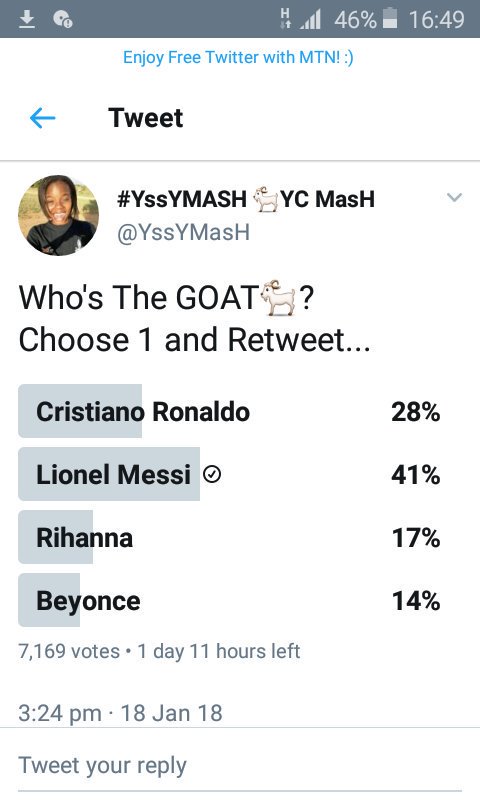 H 46% 16:49
Enjoy Free Twitter with MTN! :)
Tweet
#YssYMASH 🐐YC MasH
@YssYMasH
Who's The GOAT🐐?
Choose 1 and Retweet...
Cristiano Ronaldo 28%
Lionel Messi 41%
Rihanna 17%
Beyonce 14%
7,169 votes • 1 day 11 hours left
3:24 pm · 18 Jan 18
Tweet your reply